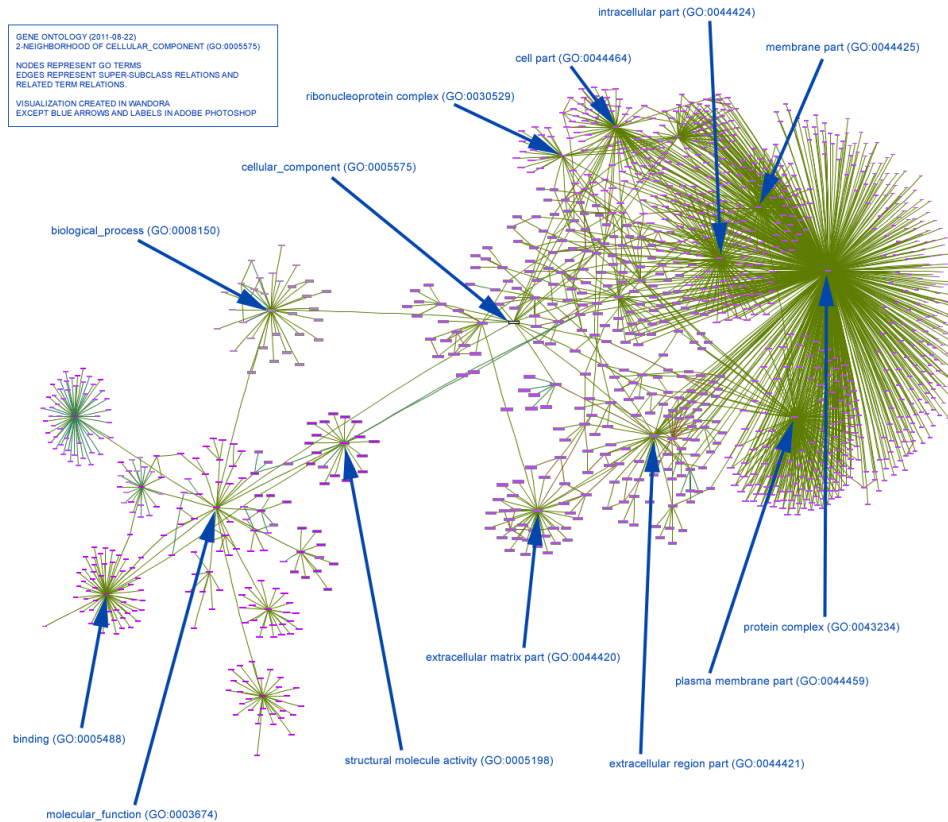 GENE ONTOLOGY (2011-08-22)
2-NEIGHBORHOOD OF CELLULAR_COMPONENT (GO:0005575)
NODES REPRESENT GO TERMS
EDGES REPRESENT SUPER-SUBCLASS RELATIONS AND
RELATED TERM RELATIONS.
VISUALIZATION CREATED IN WANDORA
EXCEPT BLUE ARROWS AND LABELS IN ADOBE PHOTOSHOP
intracellular part (GO:0044424)
membrane part (GO:0044425)
cell part (GO:0044464)
ribonucleoprotein complex (GO:0030529)
cellular_component (GO:0005575)
biological_process (GO:0008150)
protein complex (GO:0043234)
extracellular matrix part (GO:0044420)
plasma membrane part (GO:0044459)
binding (GO:0005488)
structural molecule activity (GO:0005198)
extracellular region part (GO:0044421)
molecular_function (GO:0003674)